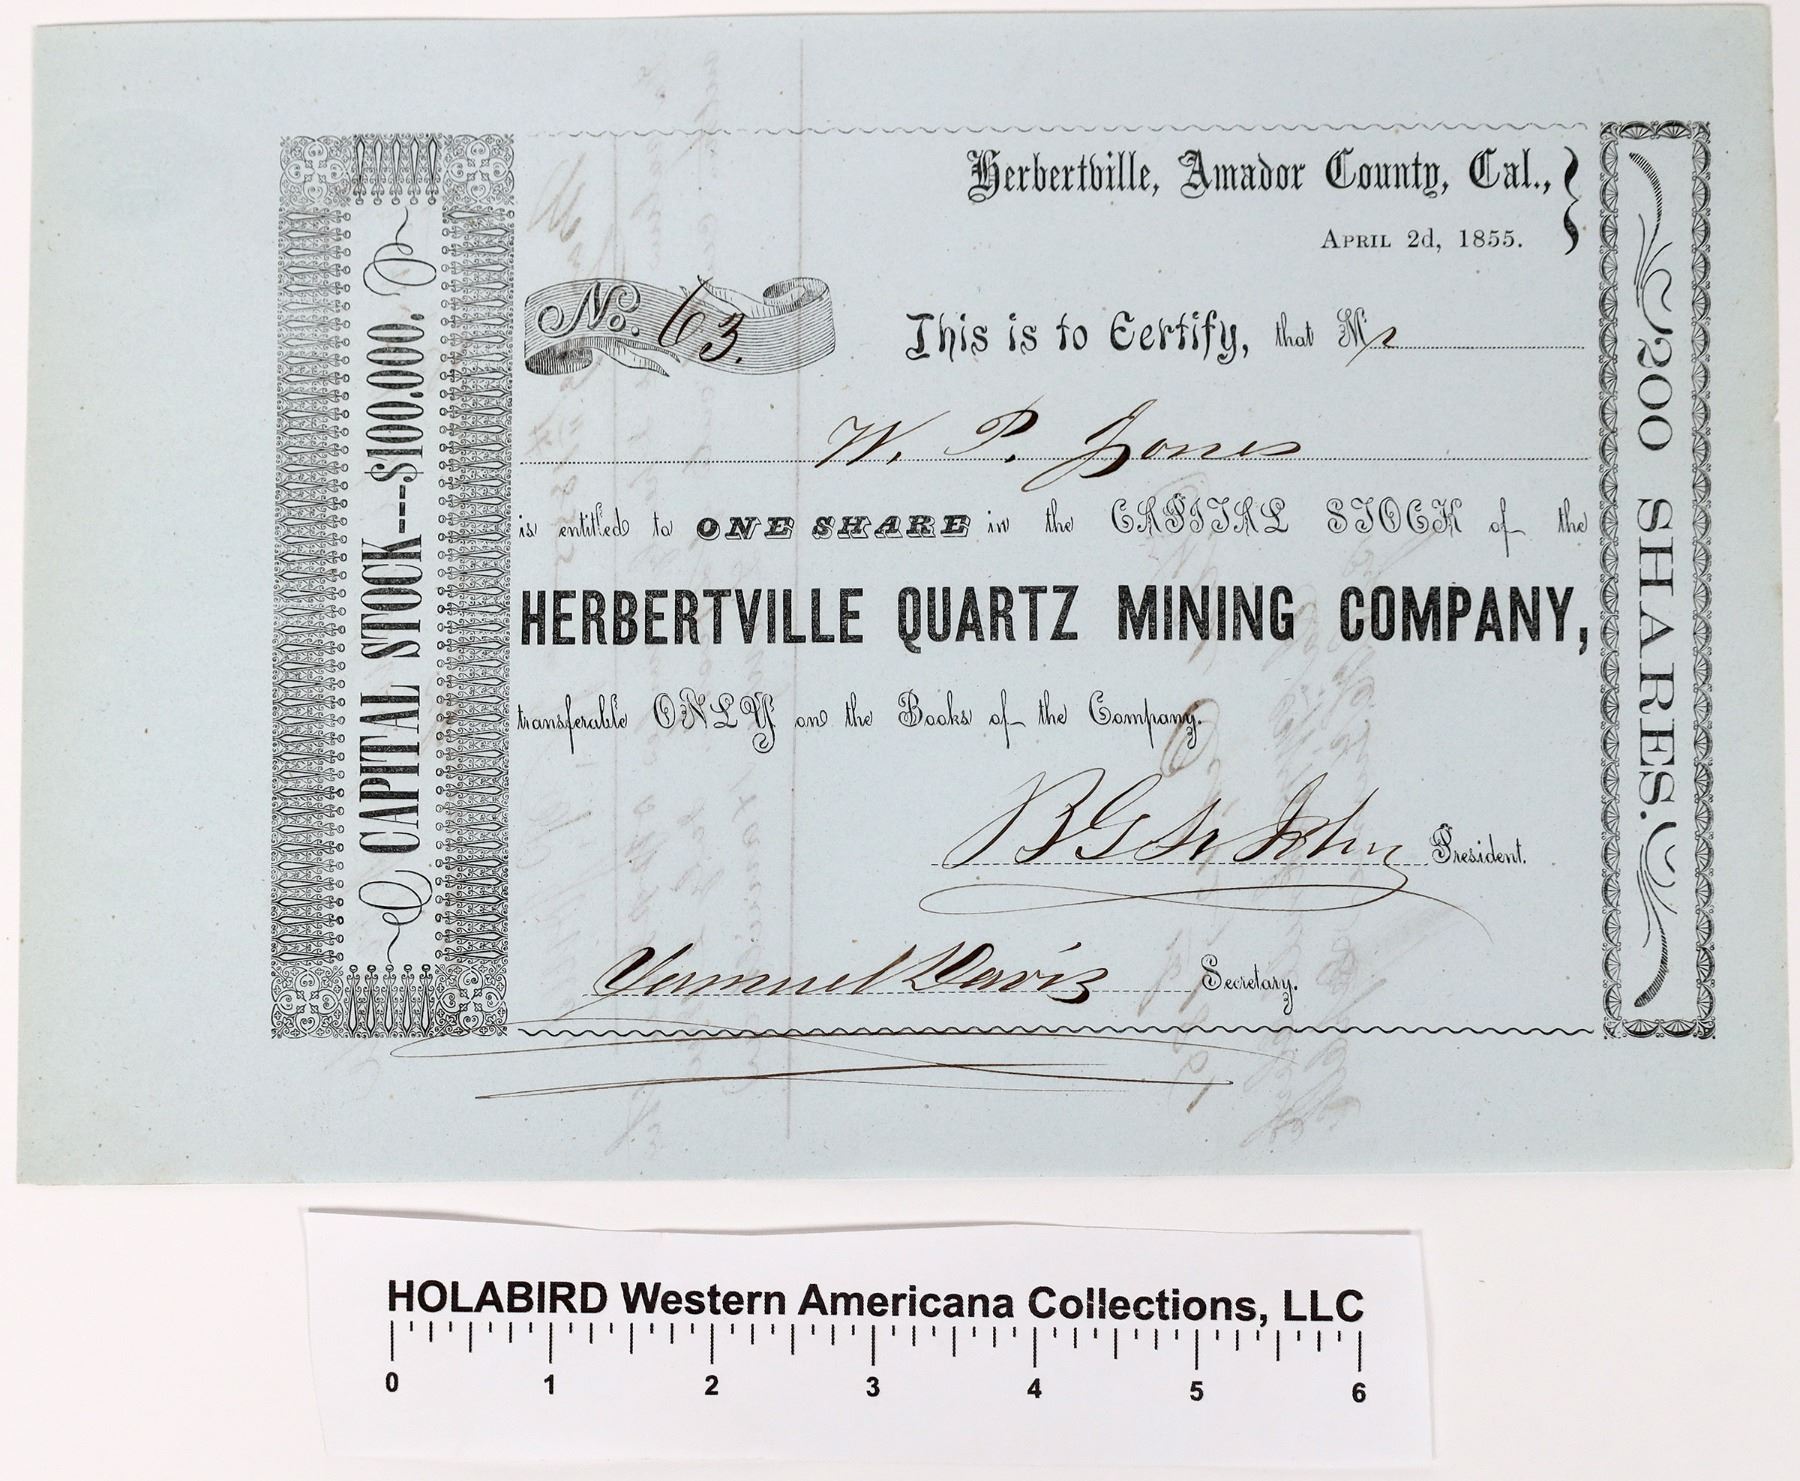 Herbertville, Amador County, Cal.,
April 2d, 1855.
No. 63.
This is to Certify, that Mr
W. P. Jones
is entitled to ONE SHARE in the CAPITAL STOCK of the
HERBERTVILLE QUARTZ MINING COMPANY,
transferable ONLY on the Books of the Company.
B G St John President.
Samuel Davis Secretary.
CAPITAL STOCK---$100.000.
200 SHARES.
HOLABIRD Western Americana Collections, LLC
0 1 2 3 4 5 6